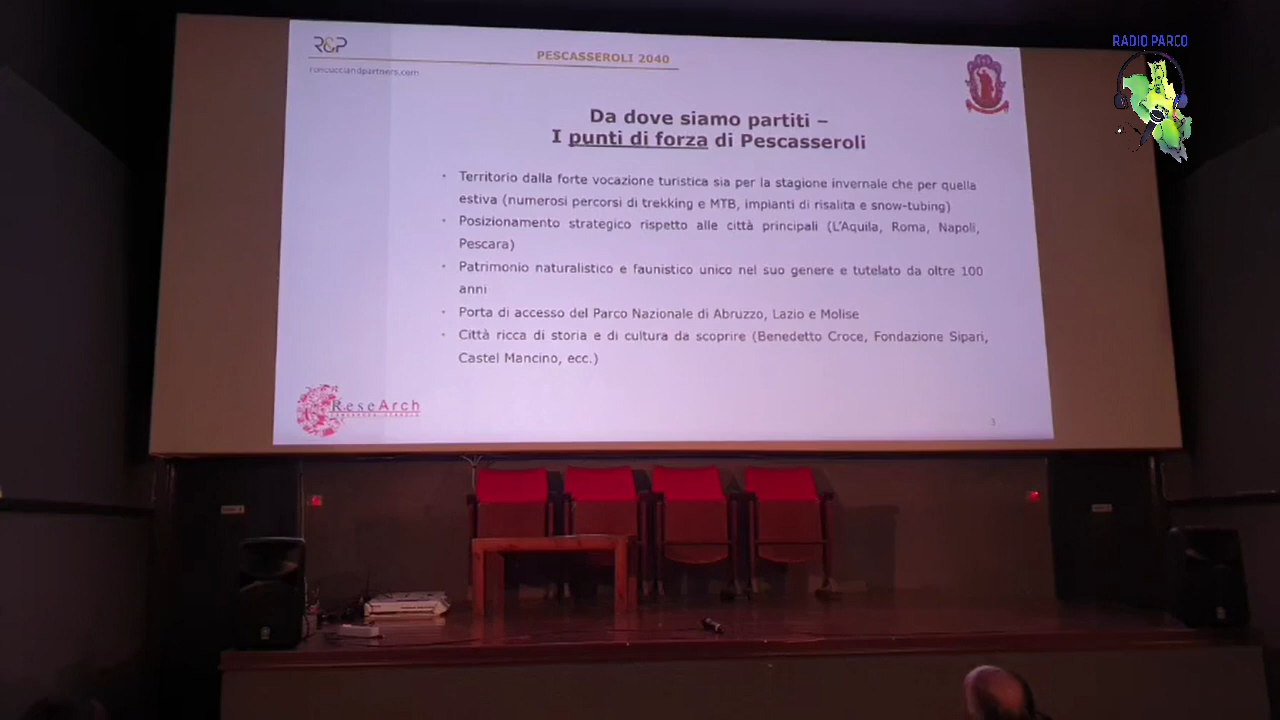 RADIO PARCO
R&P
PESCASSEROLI 2040
roncucciandpartners.com
Da dove siamo partiti –
I punti di forza di Pescasseroli
• Territorio dalla forte vocazione turistica sia per la stagione invernale che per quella
estiva (numerosi percorsi di trekking e MTB, impianti di risalita e snow-tubing)
• Posizionamento strategico rispetto alle città principali (L'Aquila, Roma, Napoli,
Pescara)
• Patrimonio naturalistico e faunistico unico nel suo genere e tutelato da oltre 100
anni
• Porta di accesso del Parco Nazionale di Abruzzo, Lazio e Molise
• Città ricca di storia e di cultura da scoprire (Benedetto Croce, Fondazione Sipari,
Castel Mancino, ecc.)
ReseArch
3